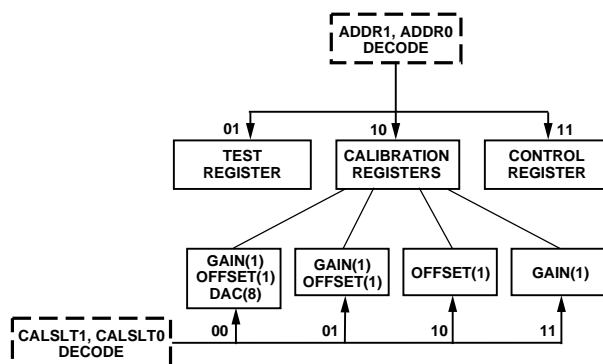 ADDR1, ADDR0
DECODE
01
10
11
TEST
REGISTER
CALIBRATION
REGISTERS
CONTROL
REGISTER
GAIN(1)
OFFSET(1)
DAC(8)
GAIN(1)
OFFSET(1)
OFFSET(1)
GAIN(1)
CALSLT1, CALSLT0
DECODE
00
01
10
11